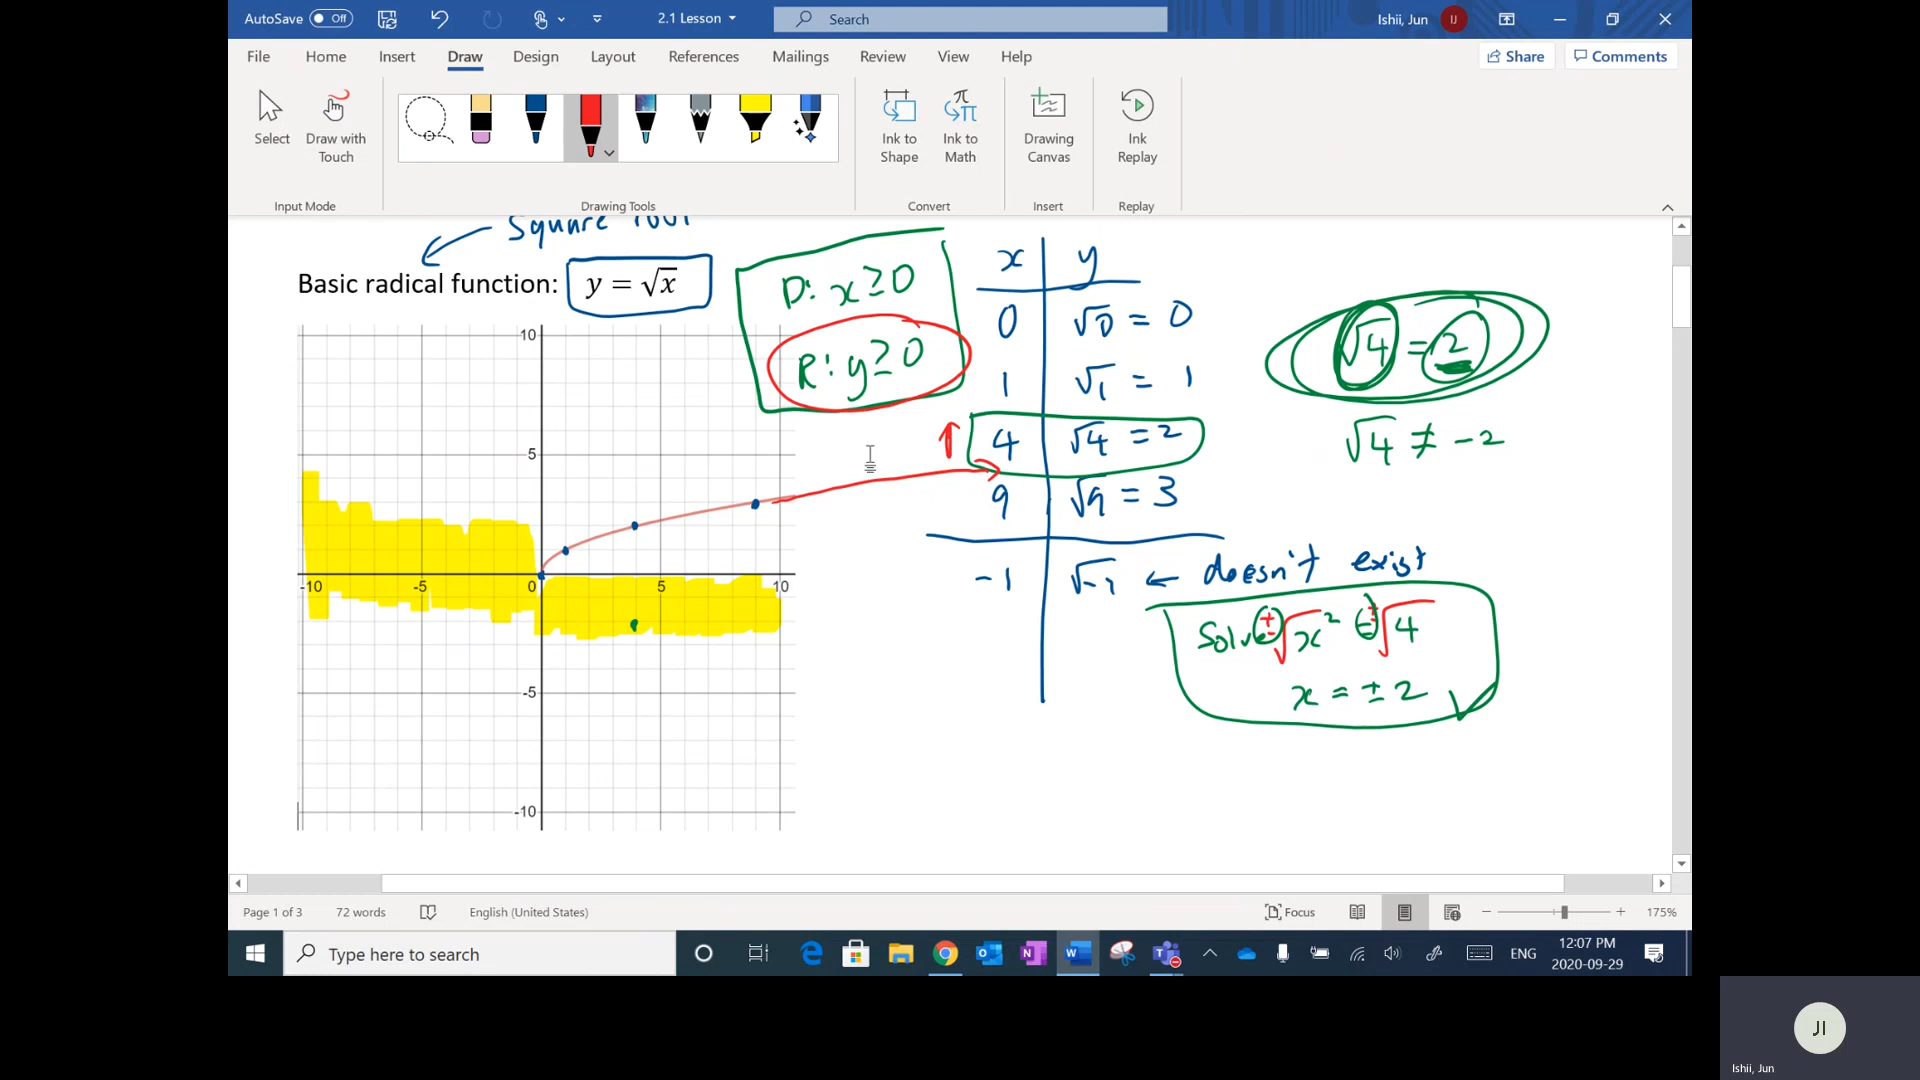 AutoSave Off 2.1 Lesson Search Ishii, Jun IJ
File Home Insert Draw Design Layout References Mailings Review View Help Share Comments
Select Draw with Touch Ink to Shape Ink to Math Drawing Canvas Ink Replay
Input Mode Drawing Tools Convert Insert Replay
Square root
Basic radical function: y = √x
D: x ≥ 0
R: y ≥ 0
x y
0 √0 = 0
1 √1 = 1
4 √4 = 2
9 √9 = 3
-1 √-1 ← doesn't exist
√4 = 2
√4 ≠ -2
Solve ±√x² = ±√4
x = ± 2
10
5
-10 -5 0 5 10
-5
-10
Page 1 of 3 72 words English (United States) Focus 175%
Type here to search ENG 12:07 PM
2020-09-29
JI
Ishii, Jun